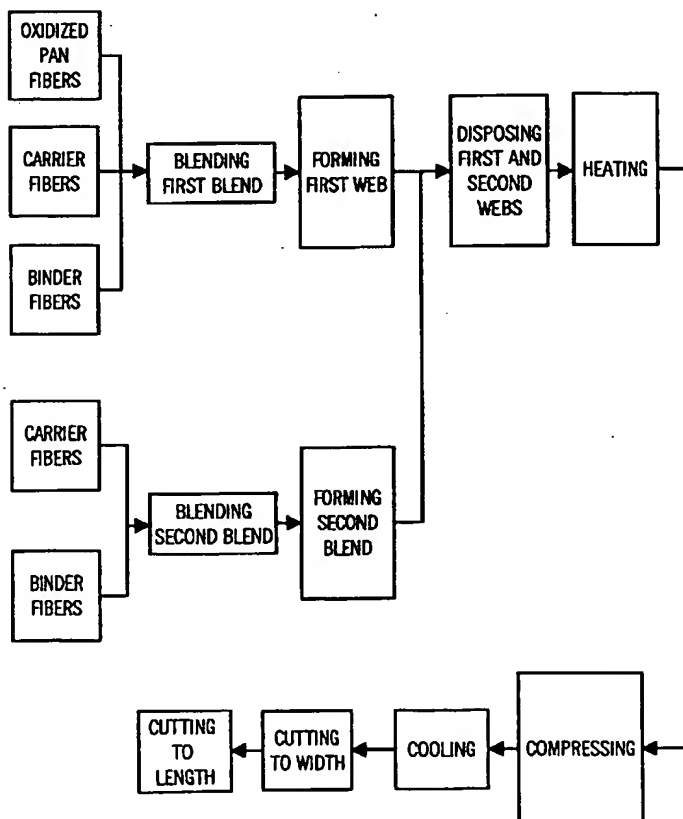 OXIDIZED
PAN
FIBERS
CARRIER
FIBERS
BINDER
FIBERS
BLENDING
FIRST BLEND
FORMING
FIRST WEB
DISPOSING
FIRST AND
SECOND
WEBS
HEATING
CARRIER
FIBERS
BINDER
FIBERS
BLENDING
SECOND BLEND
FORMING
SECOND
BLEND
CUTTING
TO
LENGTH
CUTTING
TO WIDTH
COOLING
COMPRESSING